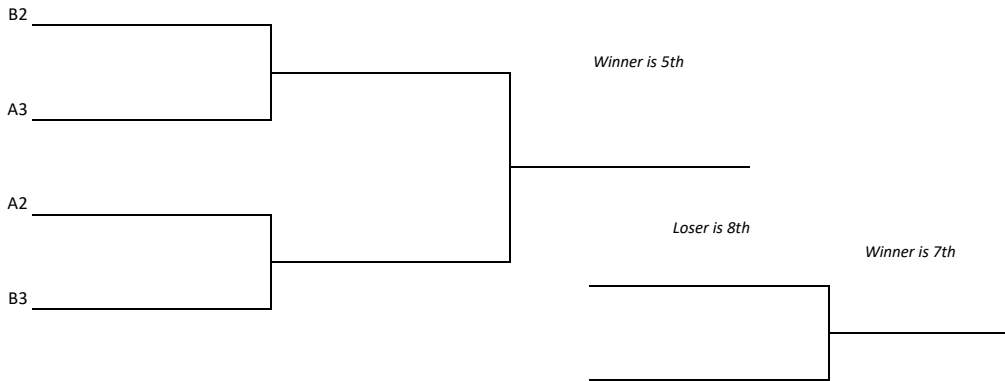 B2
Winner is 5th
A3
A2
Loser is 8th
Winner is 7th
B3